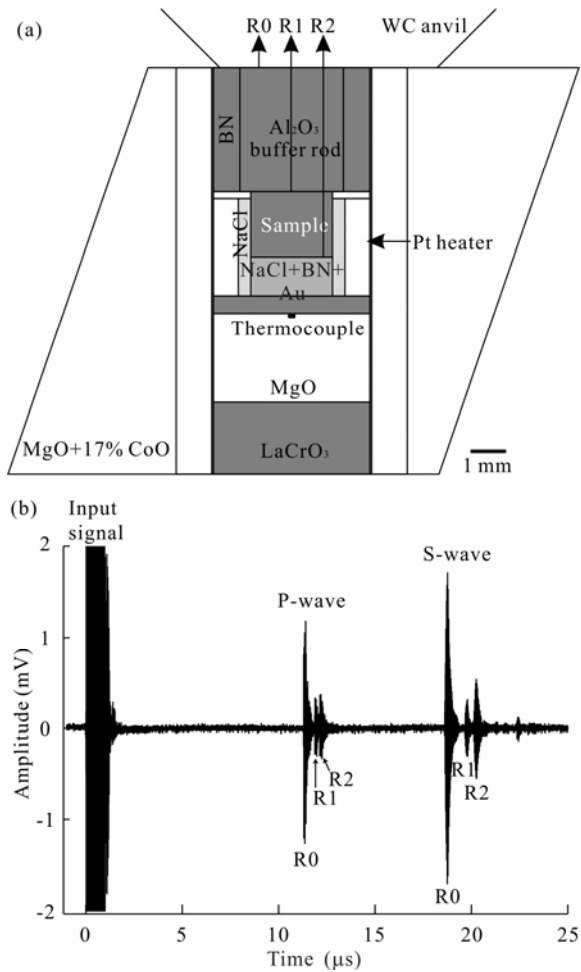 (a)
R0 R1 R2
WC anvil
BN
Al₂O₃
buffer rod
NaCl
Sample
Pt heater
NaCl+BN+
Au
Thermocouple
MgO
MgO+17% CoO
LaCrO₃
1 mm
(b)
Input
signal
P-wave
S-wave
R1
R2
R0
R1
R2
R0
Amplitude (mV)
2
1
0
-1
-2
0 5 10 15 20 25
Time (μs)